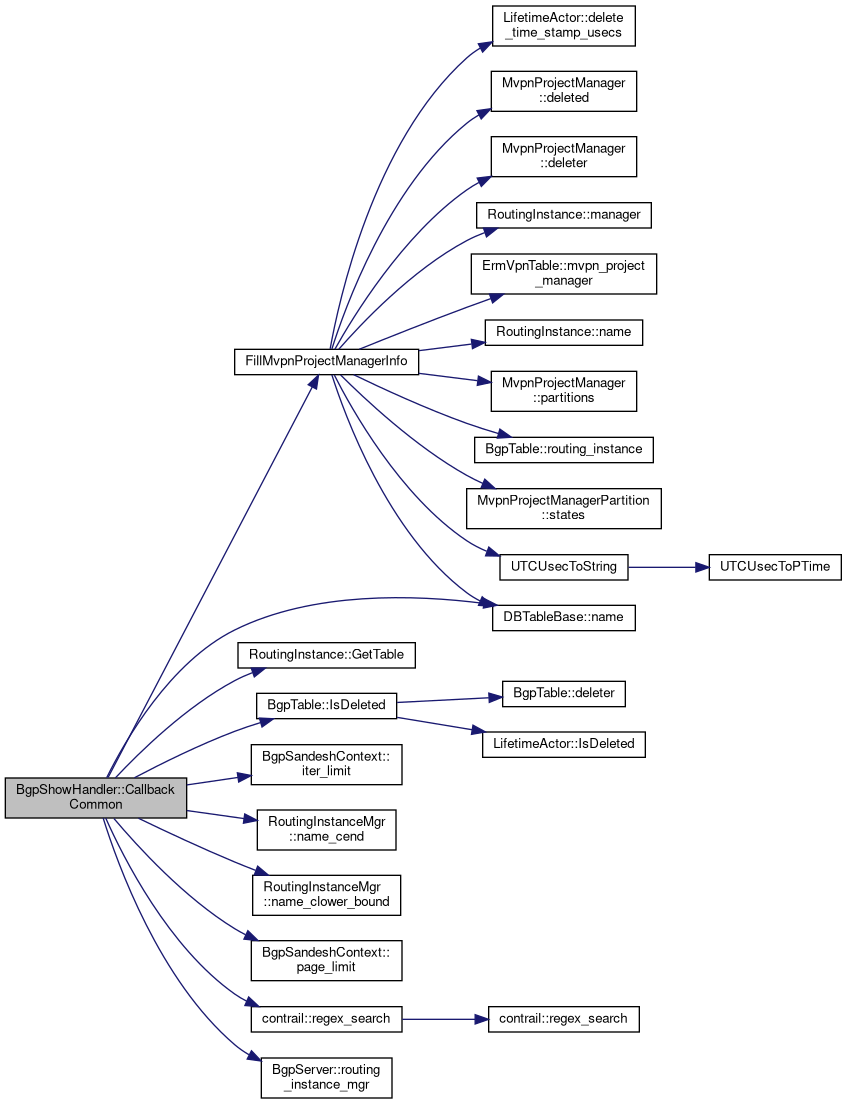 LifetimeActor::delete
_time_stamp_usecs
MvpnProjectManager
::deleted
MvpnProjectManager
::deleter
RoutingInstance::manager
ErmVpnTable::mvpn_project
_manager
RoutingInstance::name
FillMvpnProjectManagerInfo
MvpnProjectManager
::partitions
BgpTable::routing_instance
MvpnProjectManagerPartition
::states
UTCUsecToString
UTCUsecToPTime
DBTableBase::name
RoutingInstance::GetTable
BgpTable::IsDeleted
BgpTable::deleter
LifetimeActor::IsDeleted
BgpSandeshContext::
iter_limit
BgpShowHandler::Callback
Common
RoutingInstanceMgr
::name_cend
RoutingInstanceMgr
::name_clower_bound
BgpSandeshContext::
page_limit
contrail::regex_search
contrail::regex_search
BgpServer::routing
_instance_mgr